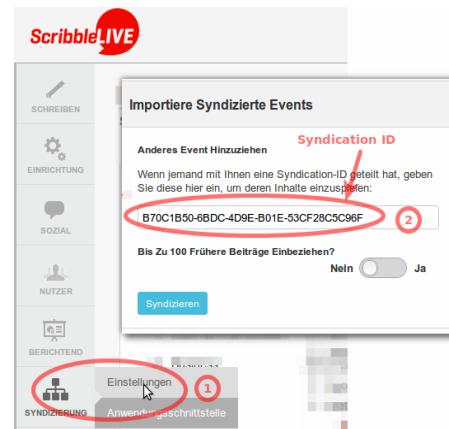 ScribbleLIVE
SCHREIBEN
EINRICHTUNG
SOZIAL
NUTZER
BERICHTEND
SYNDIZIERUNG
Importiere Syndizierte Events
Anderes Event Hinzuziehen
Syndication ID
Wenn jemand mit Ihnen eine Syndication-ID geteilt hat, geben
Sie diese hier ein, um deren Inhalte einzuspielen:
B70C1B50-6BDC-4D9E-B01E-53CF28C5C96F
2
Bis Zu 100 Frühere Beiträge Einbeziehen?
Nein Ja
Syndizieren
Einstellungen
1
Anwendungsschnittstelle